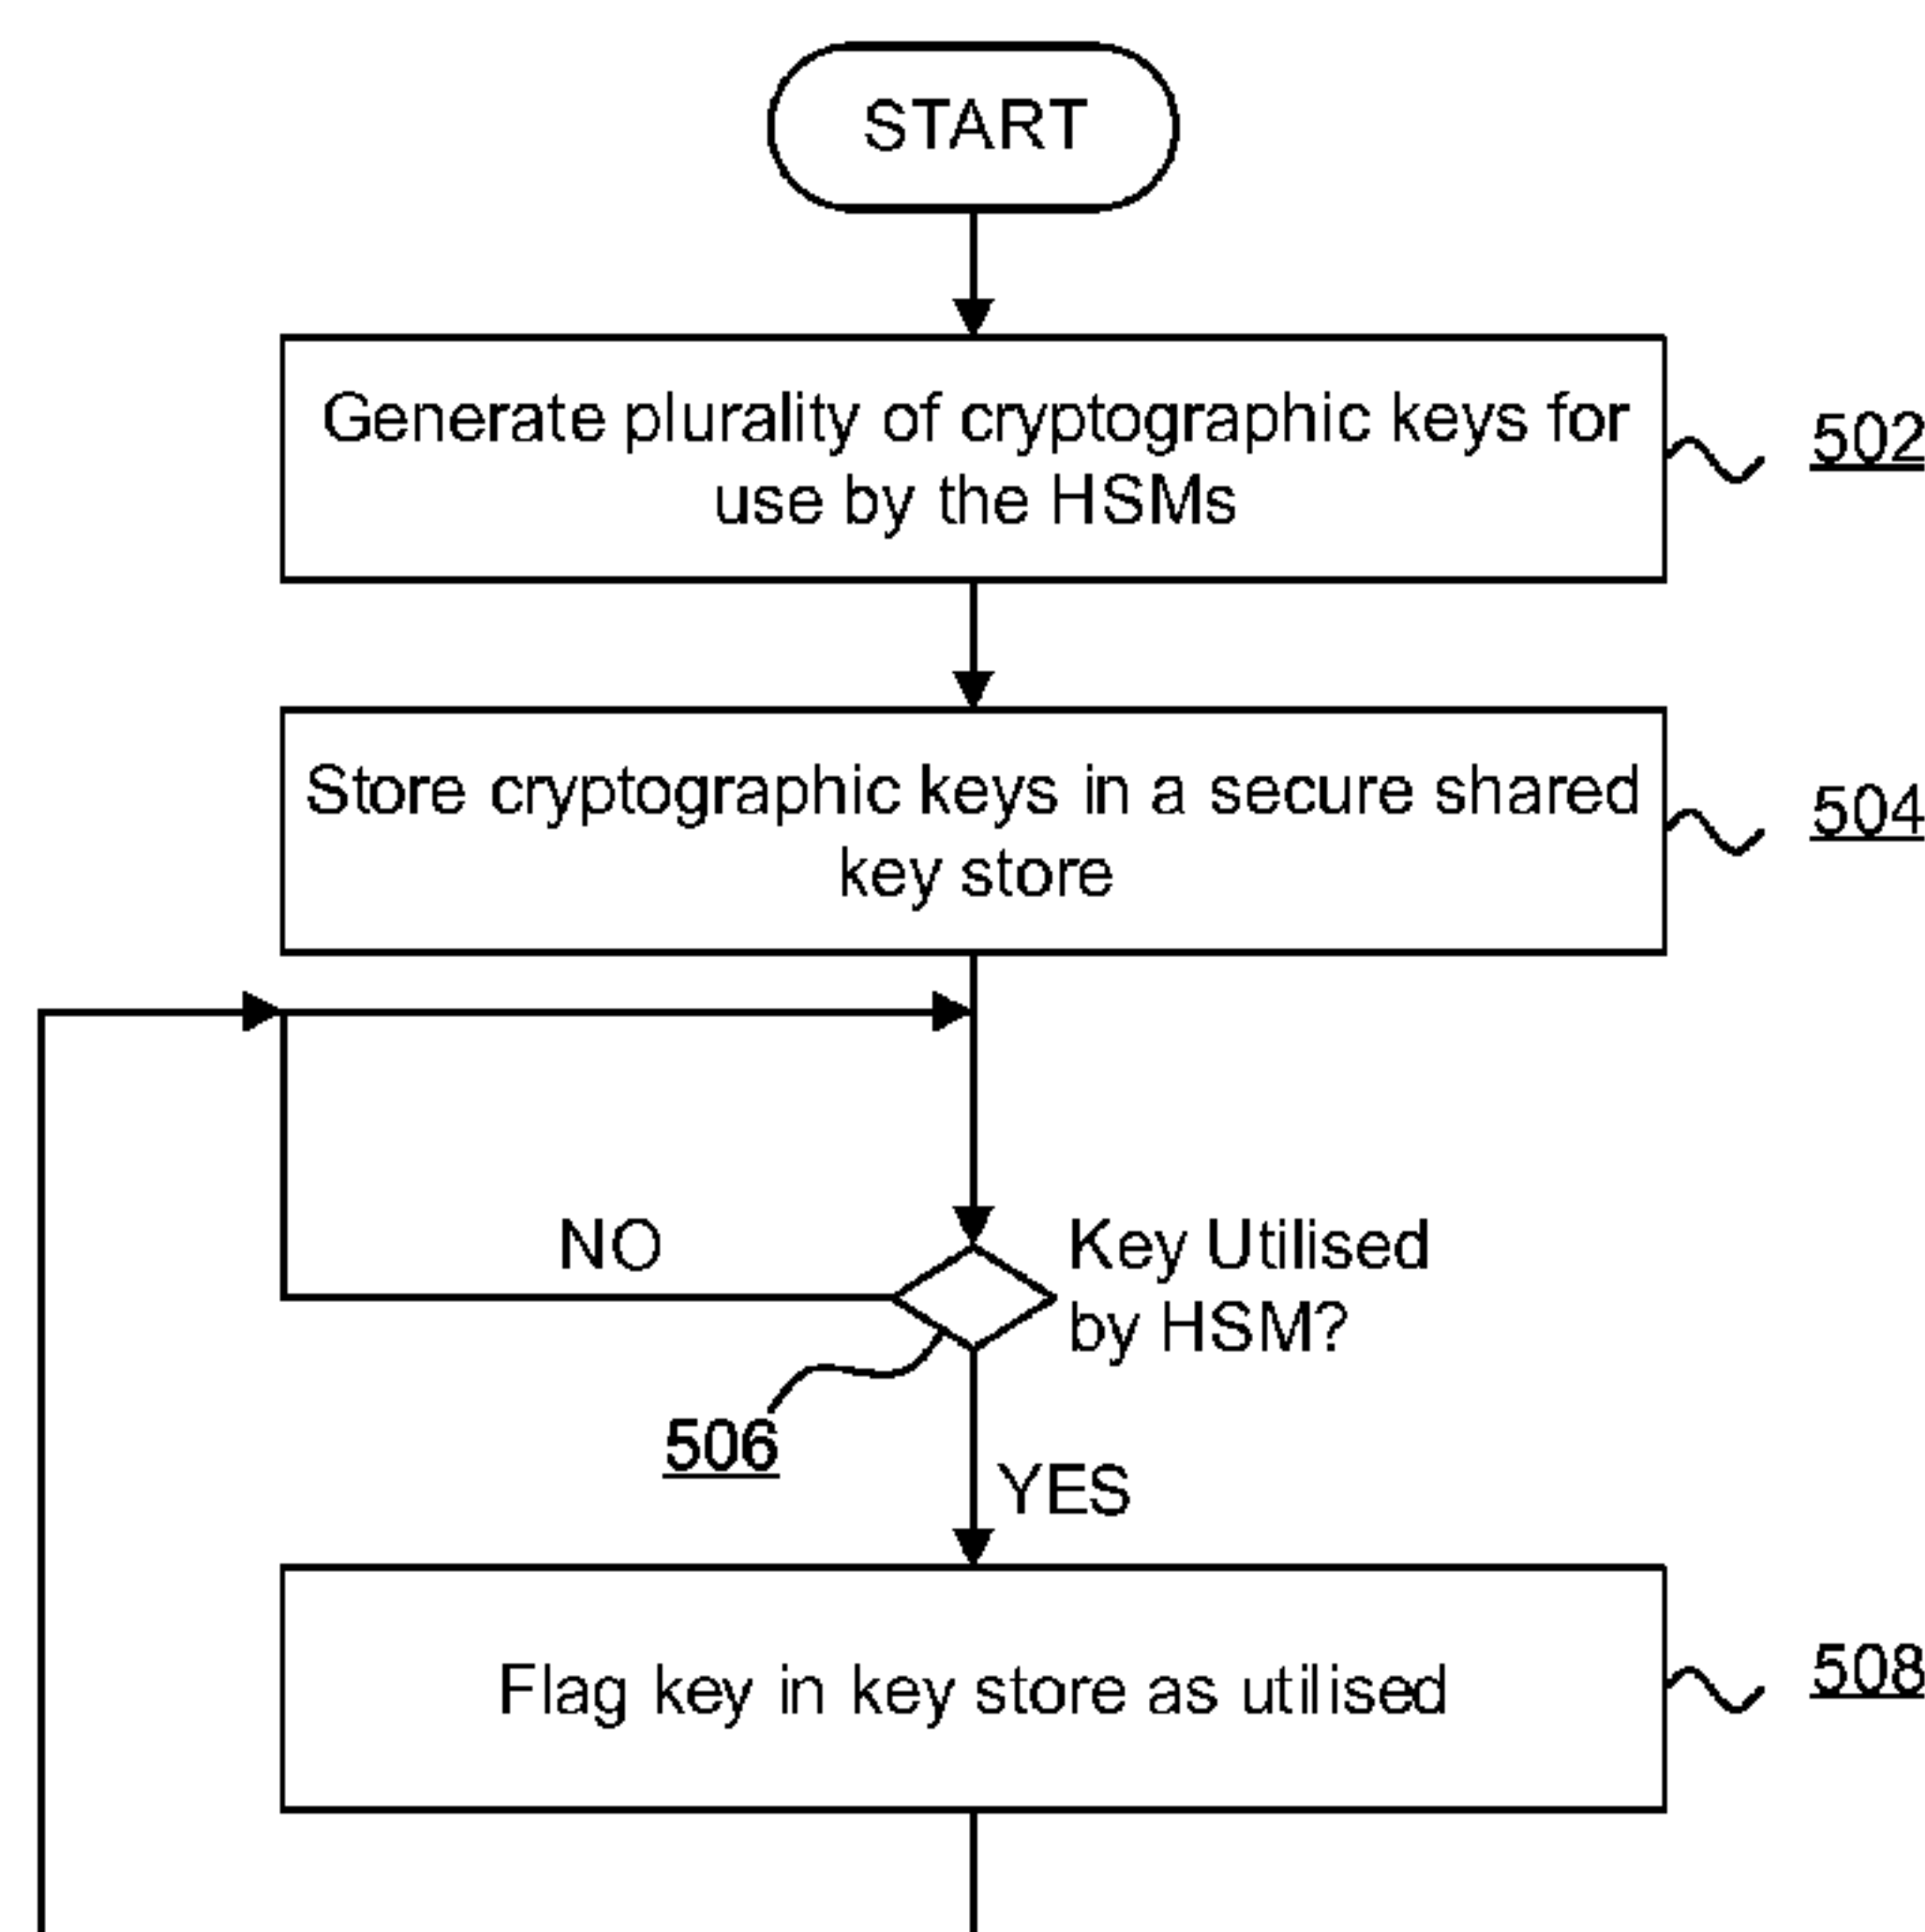 START
Generate plurality of cryptographic keys for
use by the HSMs
502
Store cryptographic keys in a secure shared
key store
504
NO
Key Utilised
by HSM?
506
YES
Flag key in key store as utilised
508